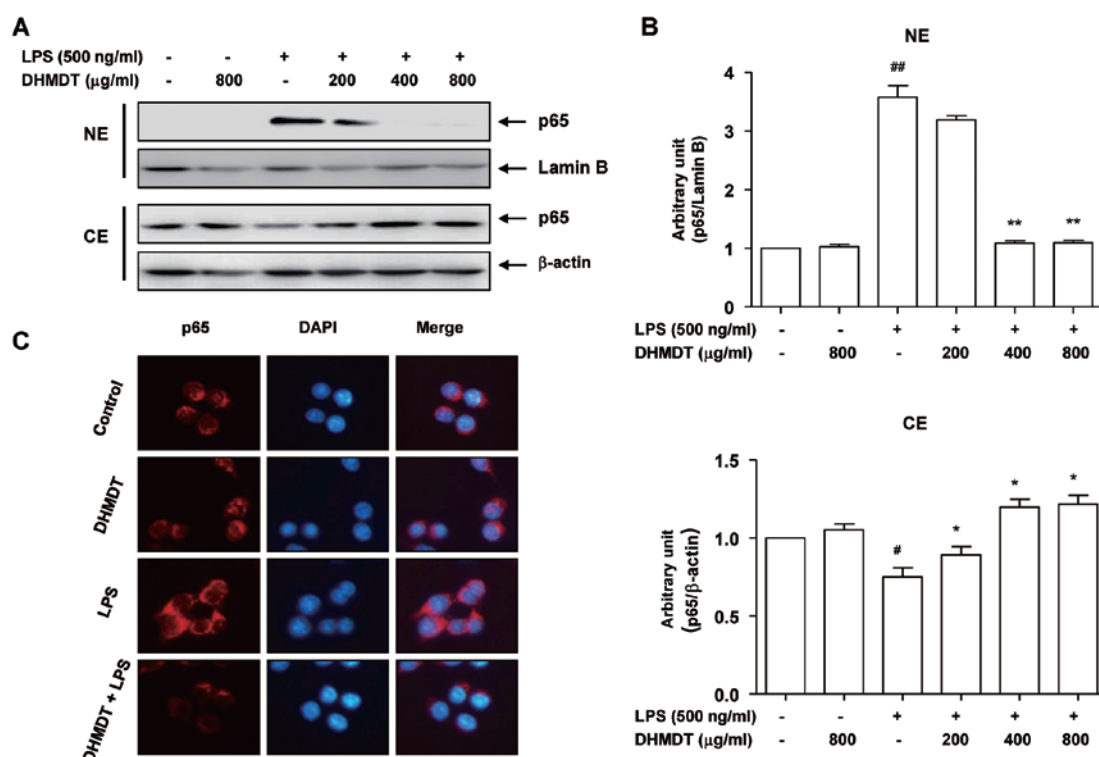 A
LPS (500 ng/ml) - - + + + +
DHMDT (µg/ml) - 800 - 200 400 800
NE
p65
Lamin B
CE
p65
β-actin
B
NE
Arbitrary unit
(p65/Lamin B)
4
3
2
1
0
##
**
**
LPS (500 ng/ml) - - + + + +
DHMDT (µg/ml) - 800 - 200 400 800
CE
Arbitrary unit
(p65/β-actin)
1.5
1.0
0.5
0.0
#
*
*
*
LPS (500 ng/ml) - - + + + +
DHMDT (µg/ml) - 800 - 200 400 800
C
p65 DAPI Merge
Control
DHMDT
LPS
DHMDT + LPS